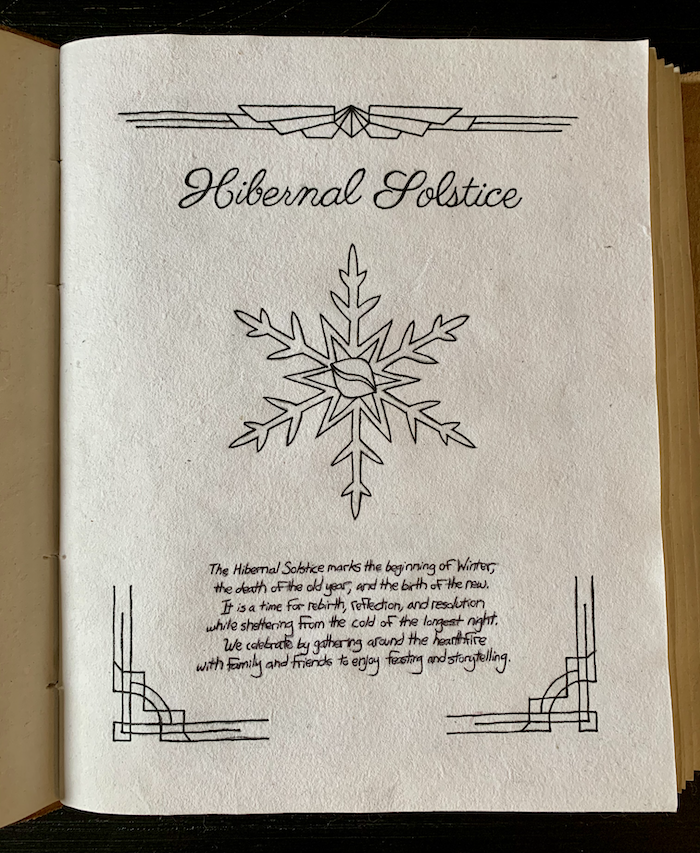 Hibernal Solstice
The Hibernal Solstice marks the beginning of Winter,
the death of the old year, and the birth of the new.
It is a time for rebirth, reflection, and resolution
while sheltering from the cold of the longest night.
We celebrate by gathering around the hearthfire
with family and friends to enjoy feasting and storytelling.